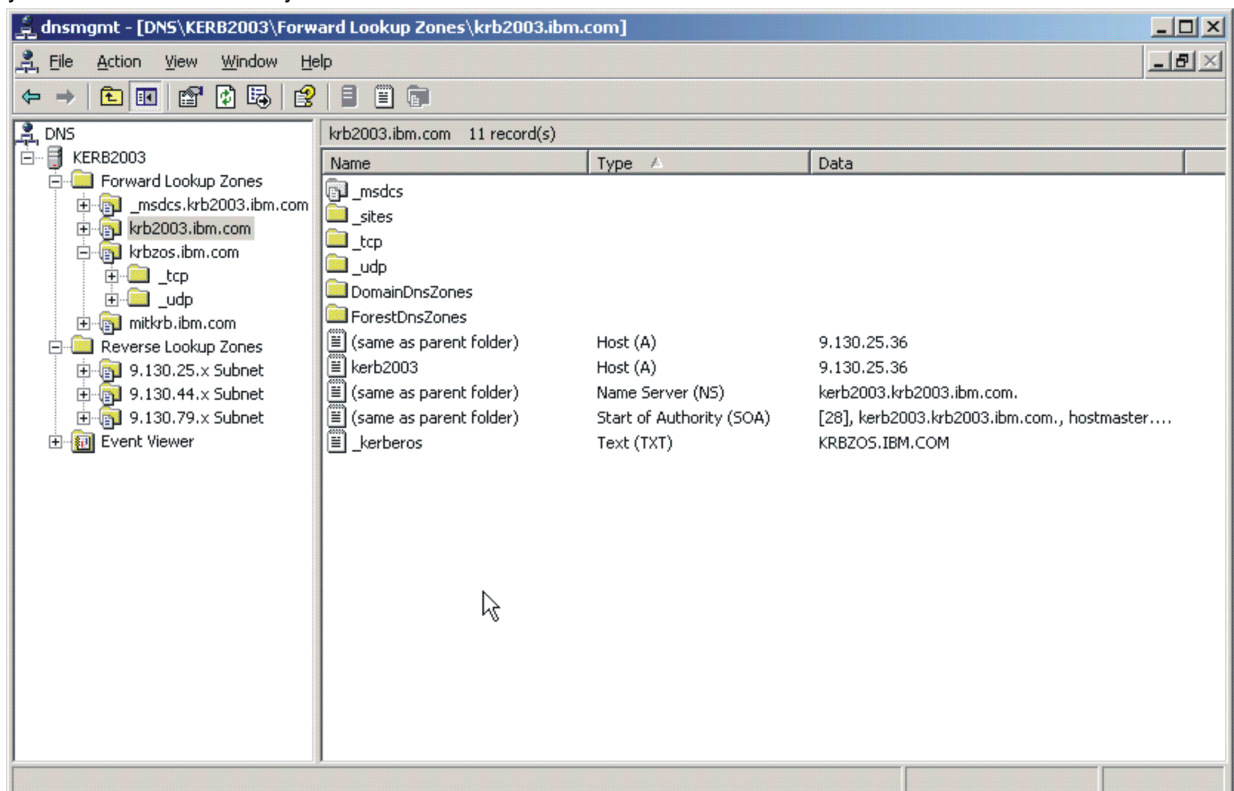 dnsmgmt - [DNS\KERB2003\Forward Lookup Zones\krb2003.ibm.com]
File Action View Window Help
DNS
KERB2003
Forward Lookup Zones
_msdcs.krb2003.ibm.com
krb2003.ibm.com
krbzos.ibm.com
_tcp
_udp
mitkrb.ibm.com
Reverse Lookup Zones
9.130.25.x Subnet
9.130.44.x Subnet
9.130.79.x Subnet
Event Viewer
krb2003.ibm.com 11 record(s)
Name Type Data
_msdcs
_sites
_tcp
_udp
DomainDnsZones
ForestDnsZones
(same as parent folder) Host (A) 9.130.25.36
kerb2003 Host (A) 9.130.25.36
(same as parent folder) Name Server (NS) kerb2003.krb2003.ibm.com.
(same as parent folder) Start of Authority (SOA) [28], kerb2003.krb2003.ibm.com., hostmaster....
_kerberos Text (TXT) KRBZOS.IBM.COM